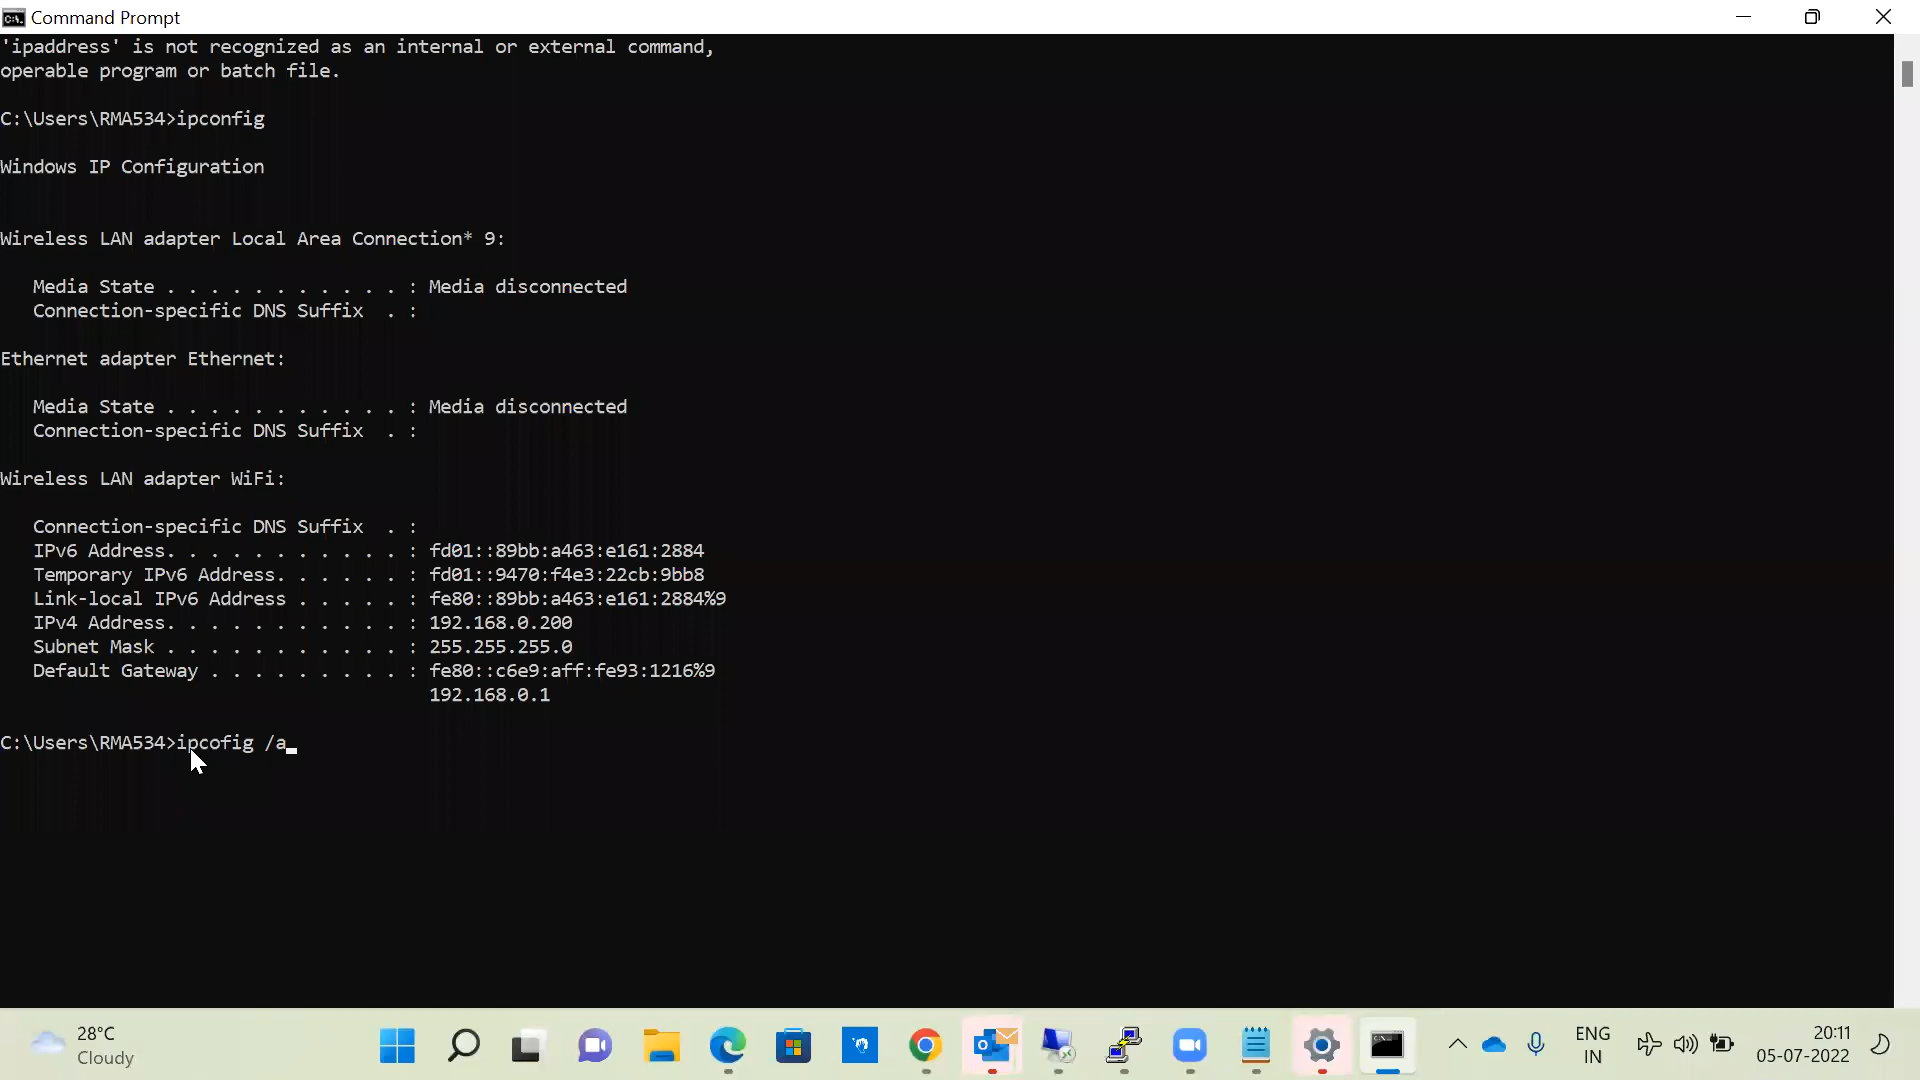 Command Prompt
'ipaddress' is not recognized as an internal or external command,
operable program or batch file.
C:\Users\RMA534>ipconfig
Windows IP Configuration
Wireless LAN adapter Local Area Connection* 9:
Media State . . . . . . . . . . . : Media disconnected
Connection-specific DNS Suffix . :
Ethernet adapter Ethernet:
Media State . . . . . . . . . . . : Media disconnected
Connection-specific DNS Suffix . :
Wireless LAN adapter WiFi:
Connection-specific DNS Suffix . :
IPv6 Address. . . . . . . . . . . : fd01::89bb:a463:e161:2884
Temporary IPv6 Address. . . . . . : fd01::9470:f4e3:22cb:9bb8
Link-local IPv6 Address . . . . . : fe80::89bb:a463:e161:2884%9
IPv4 Address. . . . . . . . . . . : 192.168.0.200
Subnet Mask . . . . . . . . . . . : 255.255.255.0
Default Gateway . . . . . . . . . : fe80::c6e9:aff:fe93:1216%9
192.168.0.1
C:\Users\RMA534>ipcofig /a_
28°C
Cloudy
ENG
IN
20:11
05-07-2022